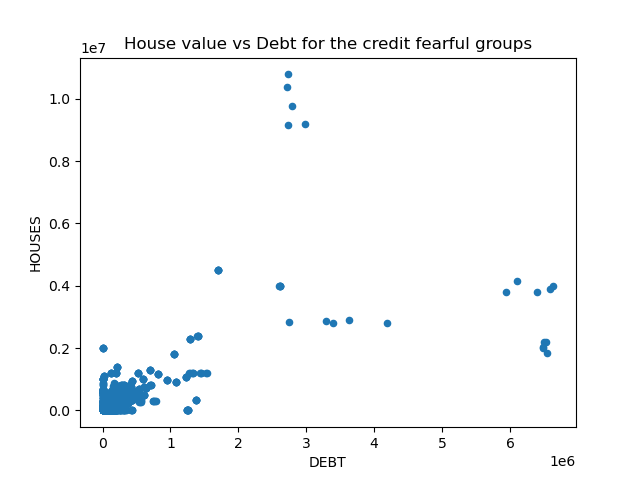 House value vs Debt for the credit fearful groups
1e7
1.0
0.8
0.6
0.4
0.2
0.0
HOUSES
0 1 2 3 4 5 6
1e6
DEBT